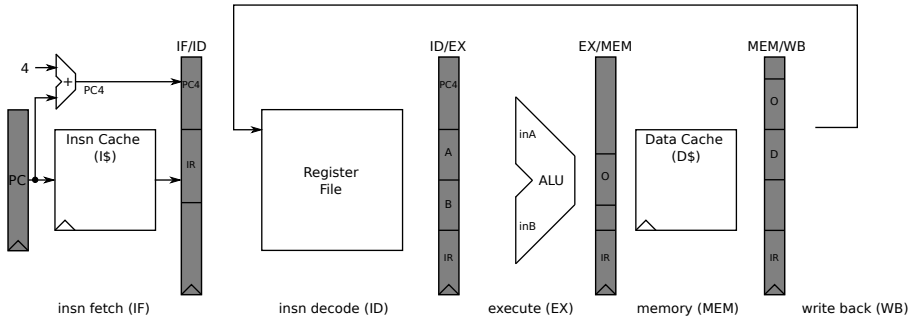 IF/ID
ID/EX
EX/MEM
MEM/WB
4
+
PC4
PC4
PC4
O
Insn Cache
(I$)
inA
Data Cache
(D$)
IR
A
D
PC
Register
File
ALU
O
B
inB
IR
IR
IR
insn fetch (IF)
insn decode (ID)
execute (EX)
memory (MEM)
write back (WB)